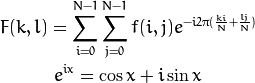 F(k,l) = \sum_{i=0}^{N-1} \sum_{j=0}^{N-1} f(i,j) e^{-i2\pi(\frac{ki}{N}+\frac{lj}{N})}
e^{ix} = \cos x + i \sin x